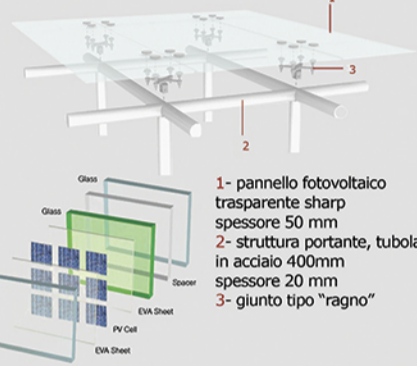 3
2
1- pannello fotovoltaico
trasparente sharp
spessore 50 mm
2- struttura portante, tubola
in acciaio 400mm
spessore 20 mm
3- giunto tipo "ragno"
Glass
Glass
Spacer
EVA Sheet
PV Cell
EVA Sheet